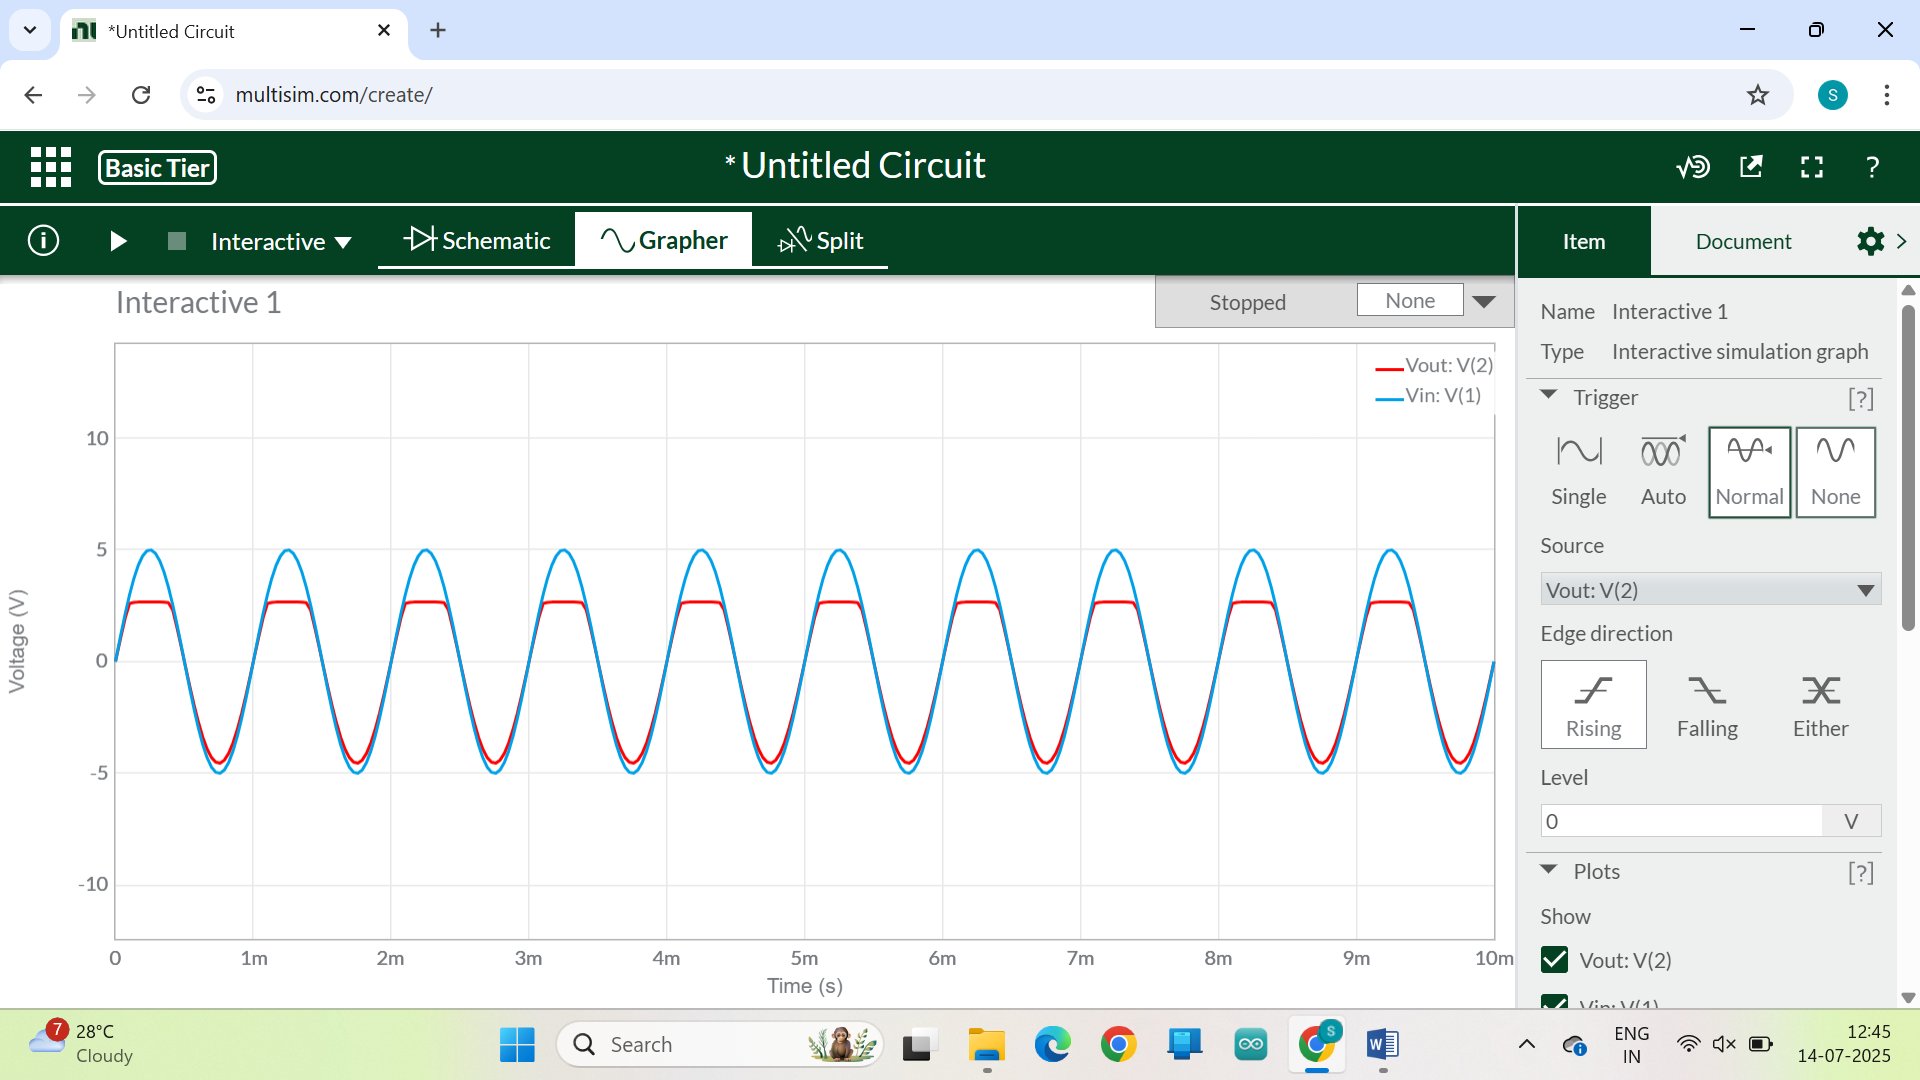 *Untitled Circuit
multisim.com/create/
S
Basic Tier
*Untitled Circuit
?
Interactive
Schematic
Grapher
Split
Item
Document
Interactive 1
Stopped
None
Name Interactive 1
Type Interactive simulation graph
Trigger [?]
Single Auto Normal None
Source
Vout: V(2)
Edge direction
Rising Falling Either
Level
0 V
Plots [?]
Show
Vout: V(2)
Vin: V(1)
Vout: V(2)
Vin: V(1)
Voltage (V)
10
5
0
-5
-10
0 1m 2m 3m 4m 5m 6m 7m 8m 9m 10m
Time (s)
7
28°C
Cloudy
Search
S
W
ENG
IN
12:45
14-07-2025